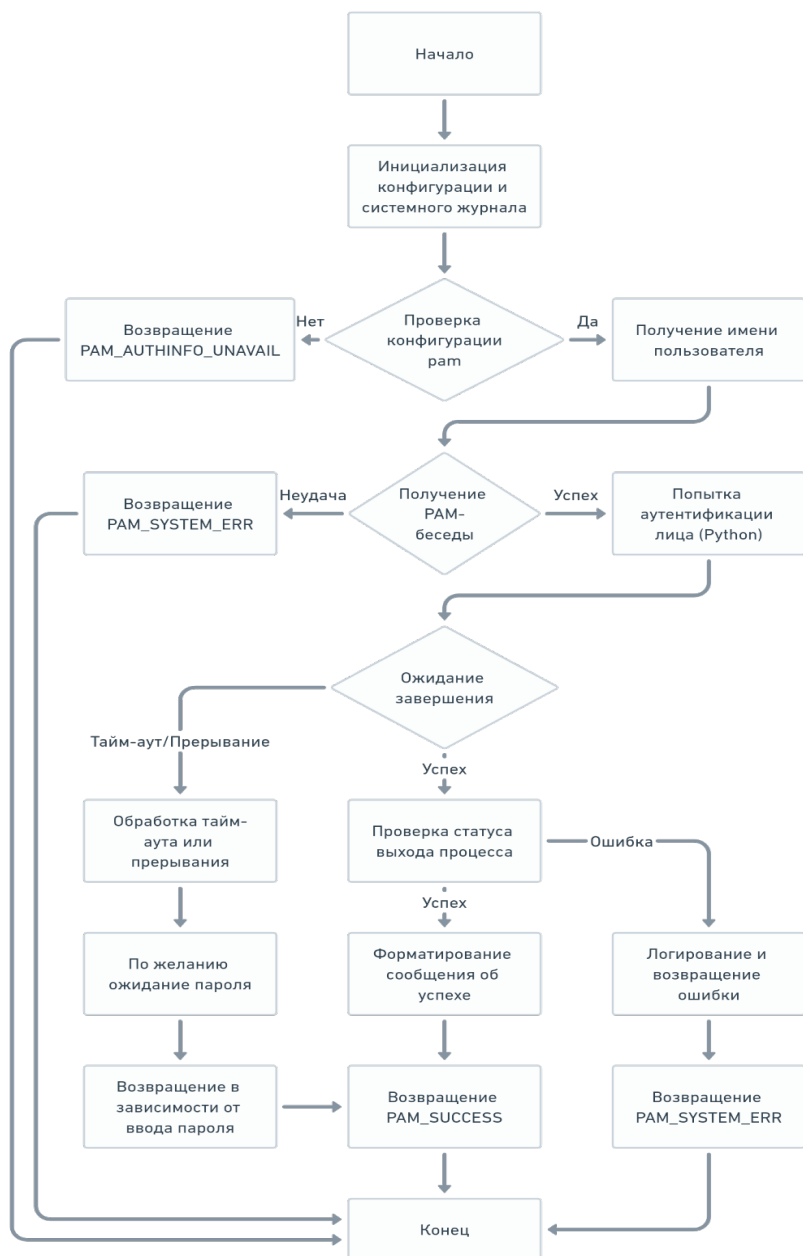 Начало
Инициализация
конфигурации и
системного журнала
Возвращение
PAM_AUTHINFO_UNAVAIL
Нет
Проверка
конфигурации
pam
Да
Получение имени
пользователя
Возвращение
PAM_SYSTEM_ERR
Неудача
Получение
PAM-
беседы
Успех
Попытка
аутентификации
лица (Python)
Ожидание
завершения
Тайм-аут/Прерывание
Успех
Обработка тайм-
аута или
прерывания
Проверка статуса
выхода процесса
Ошибка
Успех
По желанию
ожидание пароля
Форматирование
сообщения об
успехе
Логирование и
возвращение
ошибки
Возвращение в
зависимости от
ввода пароля
Возвращение
PAM_SUCCESS
Возвращение
PAM_SYSTEM_ERR
Конец